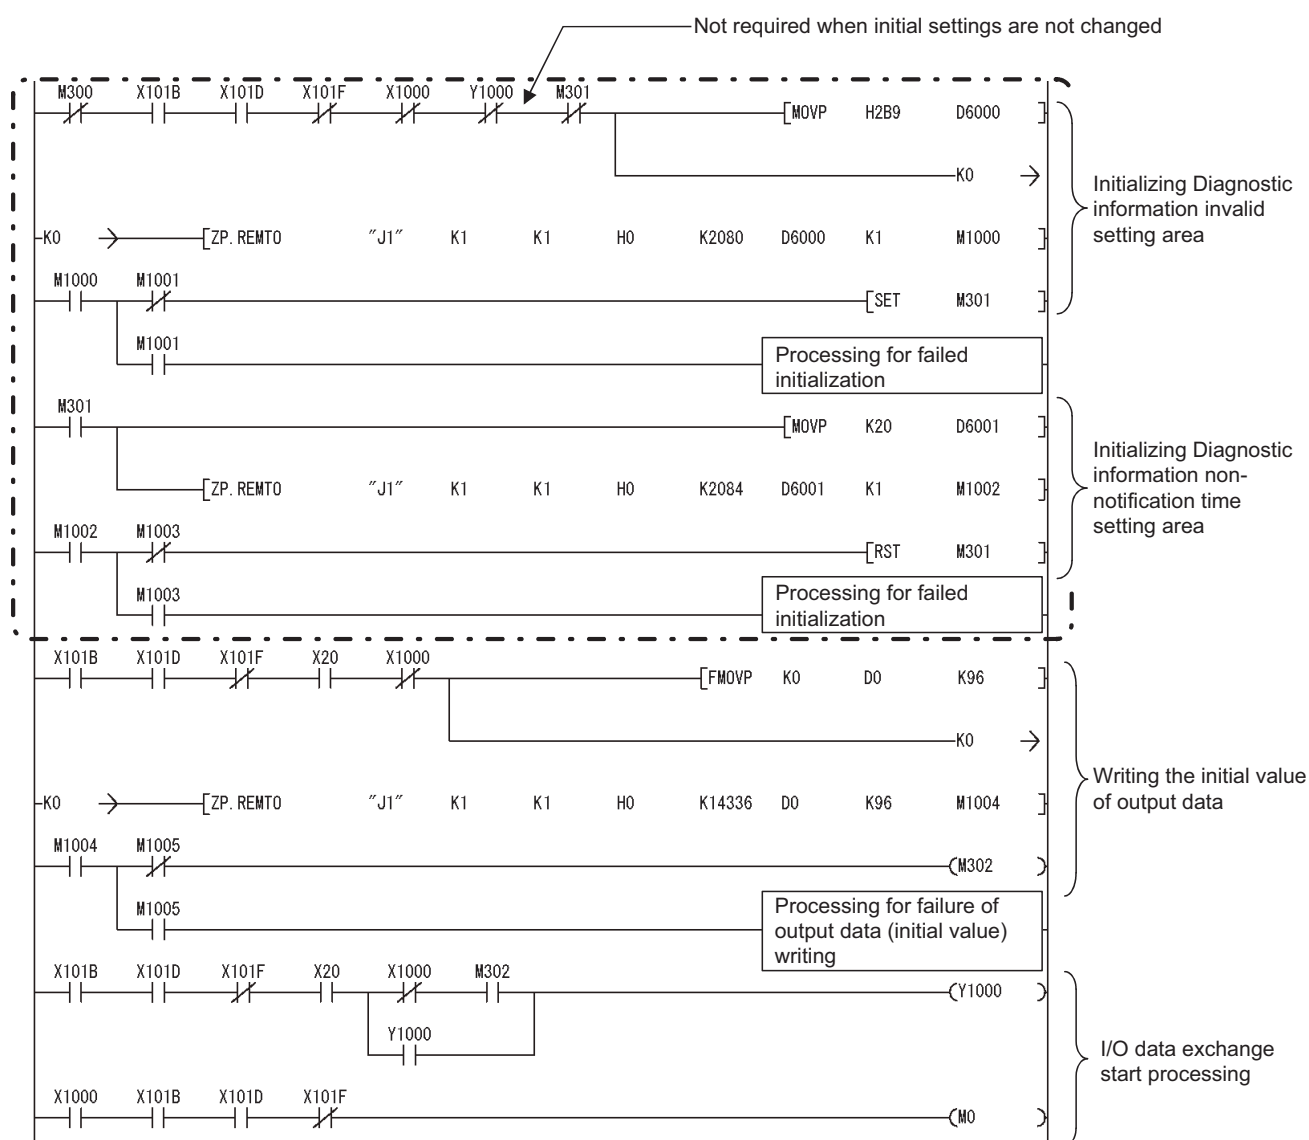 Not required when initial settings are not changed
M300 X101B X101D X101F X1000 Y1000 M301
[MOVP H2B9 D6000 ]
K0
Initializing Diagnostic
information invalid
setting area
K0 [ZP.REMTO "J1" K1 K1 H0 K2080 D6000 K1 M1000 ]
M1000 M1001
[SET M301 ]
M1001
Processing for failed
initialization
M301
[MOVP K20 D6001 ]
Initializing Diagnostic
information non-
notification time
setting area
[ZP.REMTO "J1" K1 K1 H0 K2084 D6001 K1 M1002 ]
M1002 M1003
[RST M301 ]
M1003
Processing for failed
initialization
X101B X101D X101F X20 X1000
[FMOVP K0 D0 K96 ]
K0
Writing the initial value
of output data
K0 [ZP.REMTO "J1" K1 K1 H0 K14336 D0 K96 M1004 ]
M1004 M1005
(M302 )
M1005
Processing for failure of
output data (initial value)
writing
X101B X101D X101F X20 X1000 M302
(Y1000 )
Y1000
I/O data exchange
start processing
X1000 X101B X101D X101F
(M0 )